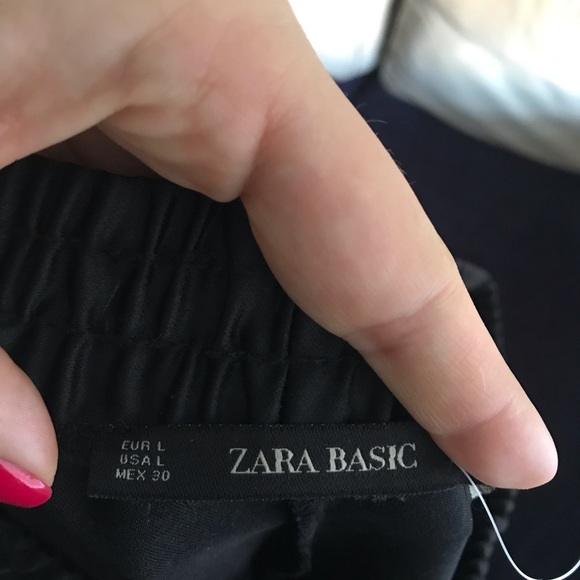 EUR L
USA L
MEX 30
ZARA BASIC